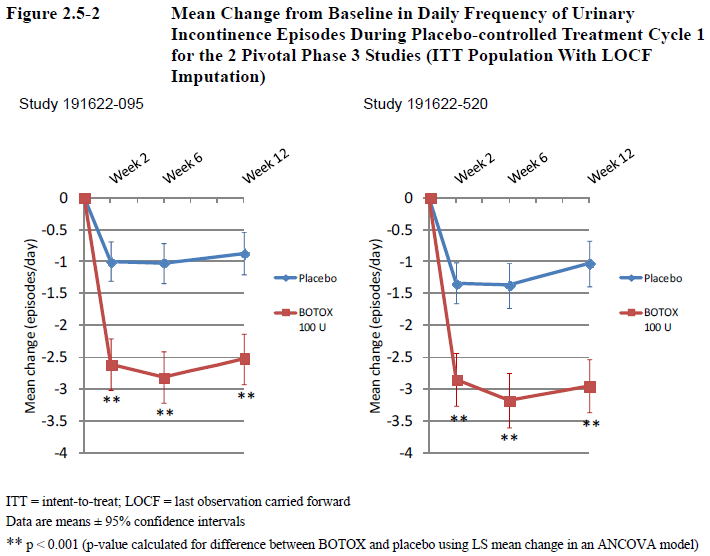 Figure 2.5-2 Mean Change from Baseline in Daily Frequency of Urinary
Incontinence Episodes During Placebo-controlled Treatment Cycle 1
for the 2 Pivotal Phase 3 Studies (ITT Population With LOCF
Imputation)
Study 191622-095
Week 2
Week 6
Week 12
0
-0.5
-1
-1.5
-2
-2.5
-3
-3.5
-4
Mean change (episodes/day)
Placebo
BOTOX
100 U
**
**
**
Study 191622-520
Week 2
Week 6
Week 12
0
-0.5
-1
-1.5
-2
-2.5
-3
-3.5
-4
Mean change (episodes/day)
Placebo
BOTOX
100 U
**
**
**
ITT = intent-to-treat; LOCF = last observation carried forward
Data are means ± 95% confidence intervals
** p < 0.001 (p-value calculated for difference between BOTOX and placebo using LS mean change in an ANCOVA model)